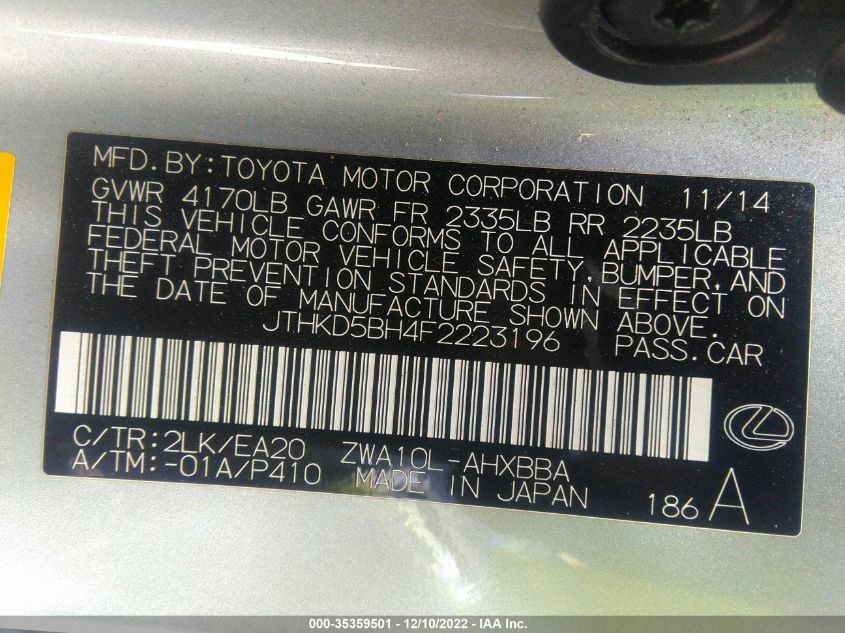 MFD.BY:TOYOTA MOTOR CORPORATION 11/14
GVWR 4170LB GAWR FR 2335LB RR 2235LB
THIS VEHICLE CONFORMS TO ALL APPLICABLE
FEDERAL MOTOR VEHICLE SAFETY,BUMPER,AND
THEFT PREVENTION STANDARDS IN EFFECT ON
THE DATE OF MANUFACTURE SHOWN ABOVE.
JTHKD5BH4F2223196 PASS.CAR
C/TR:2LK/EA20 ZWA10L-AHXBBA
A/TM:-01A/P410 MADE IN JAPAN 186 A
000-35359501 - 12/10/2022 - IAA Inc.